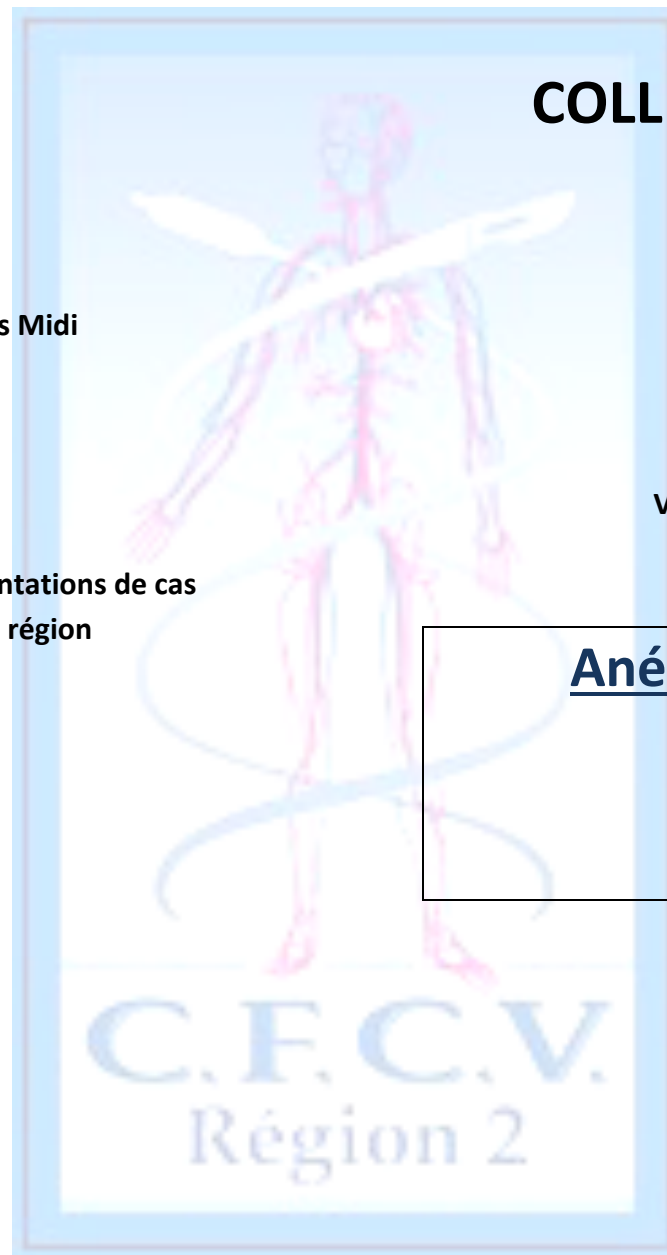 COLL
s Midi
V
ntations de cas
région
Ané
C.F.C.V.
Région 2